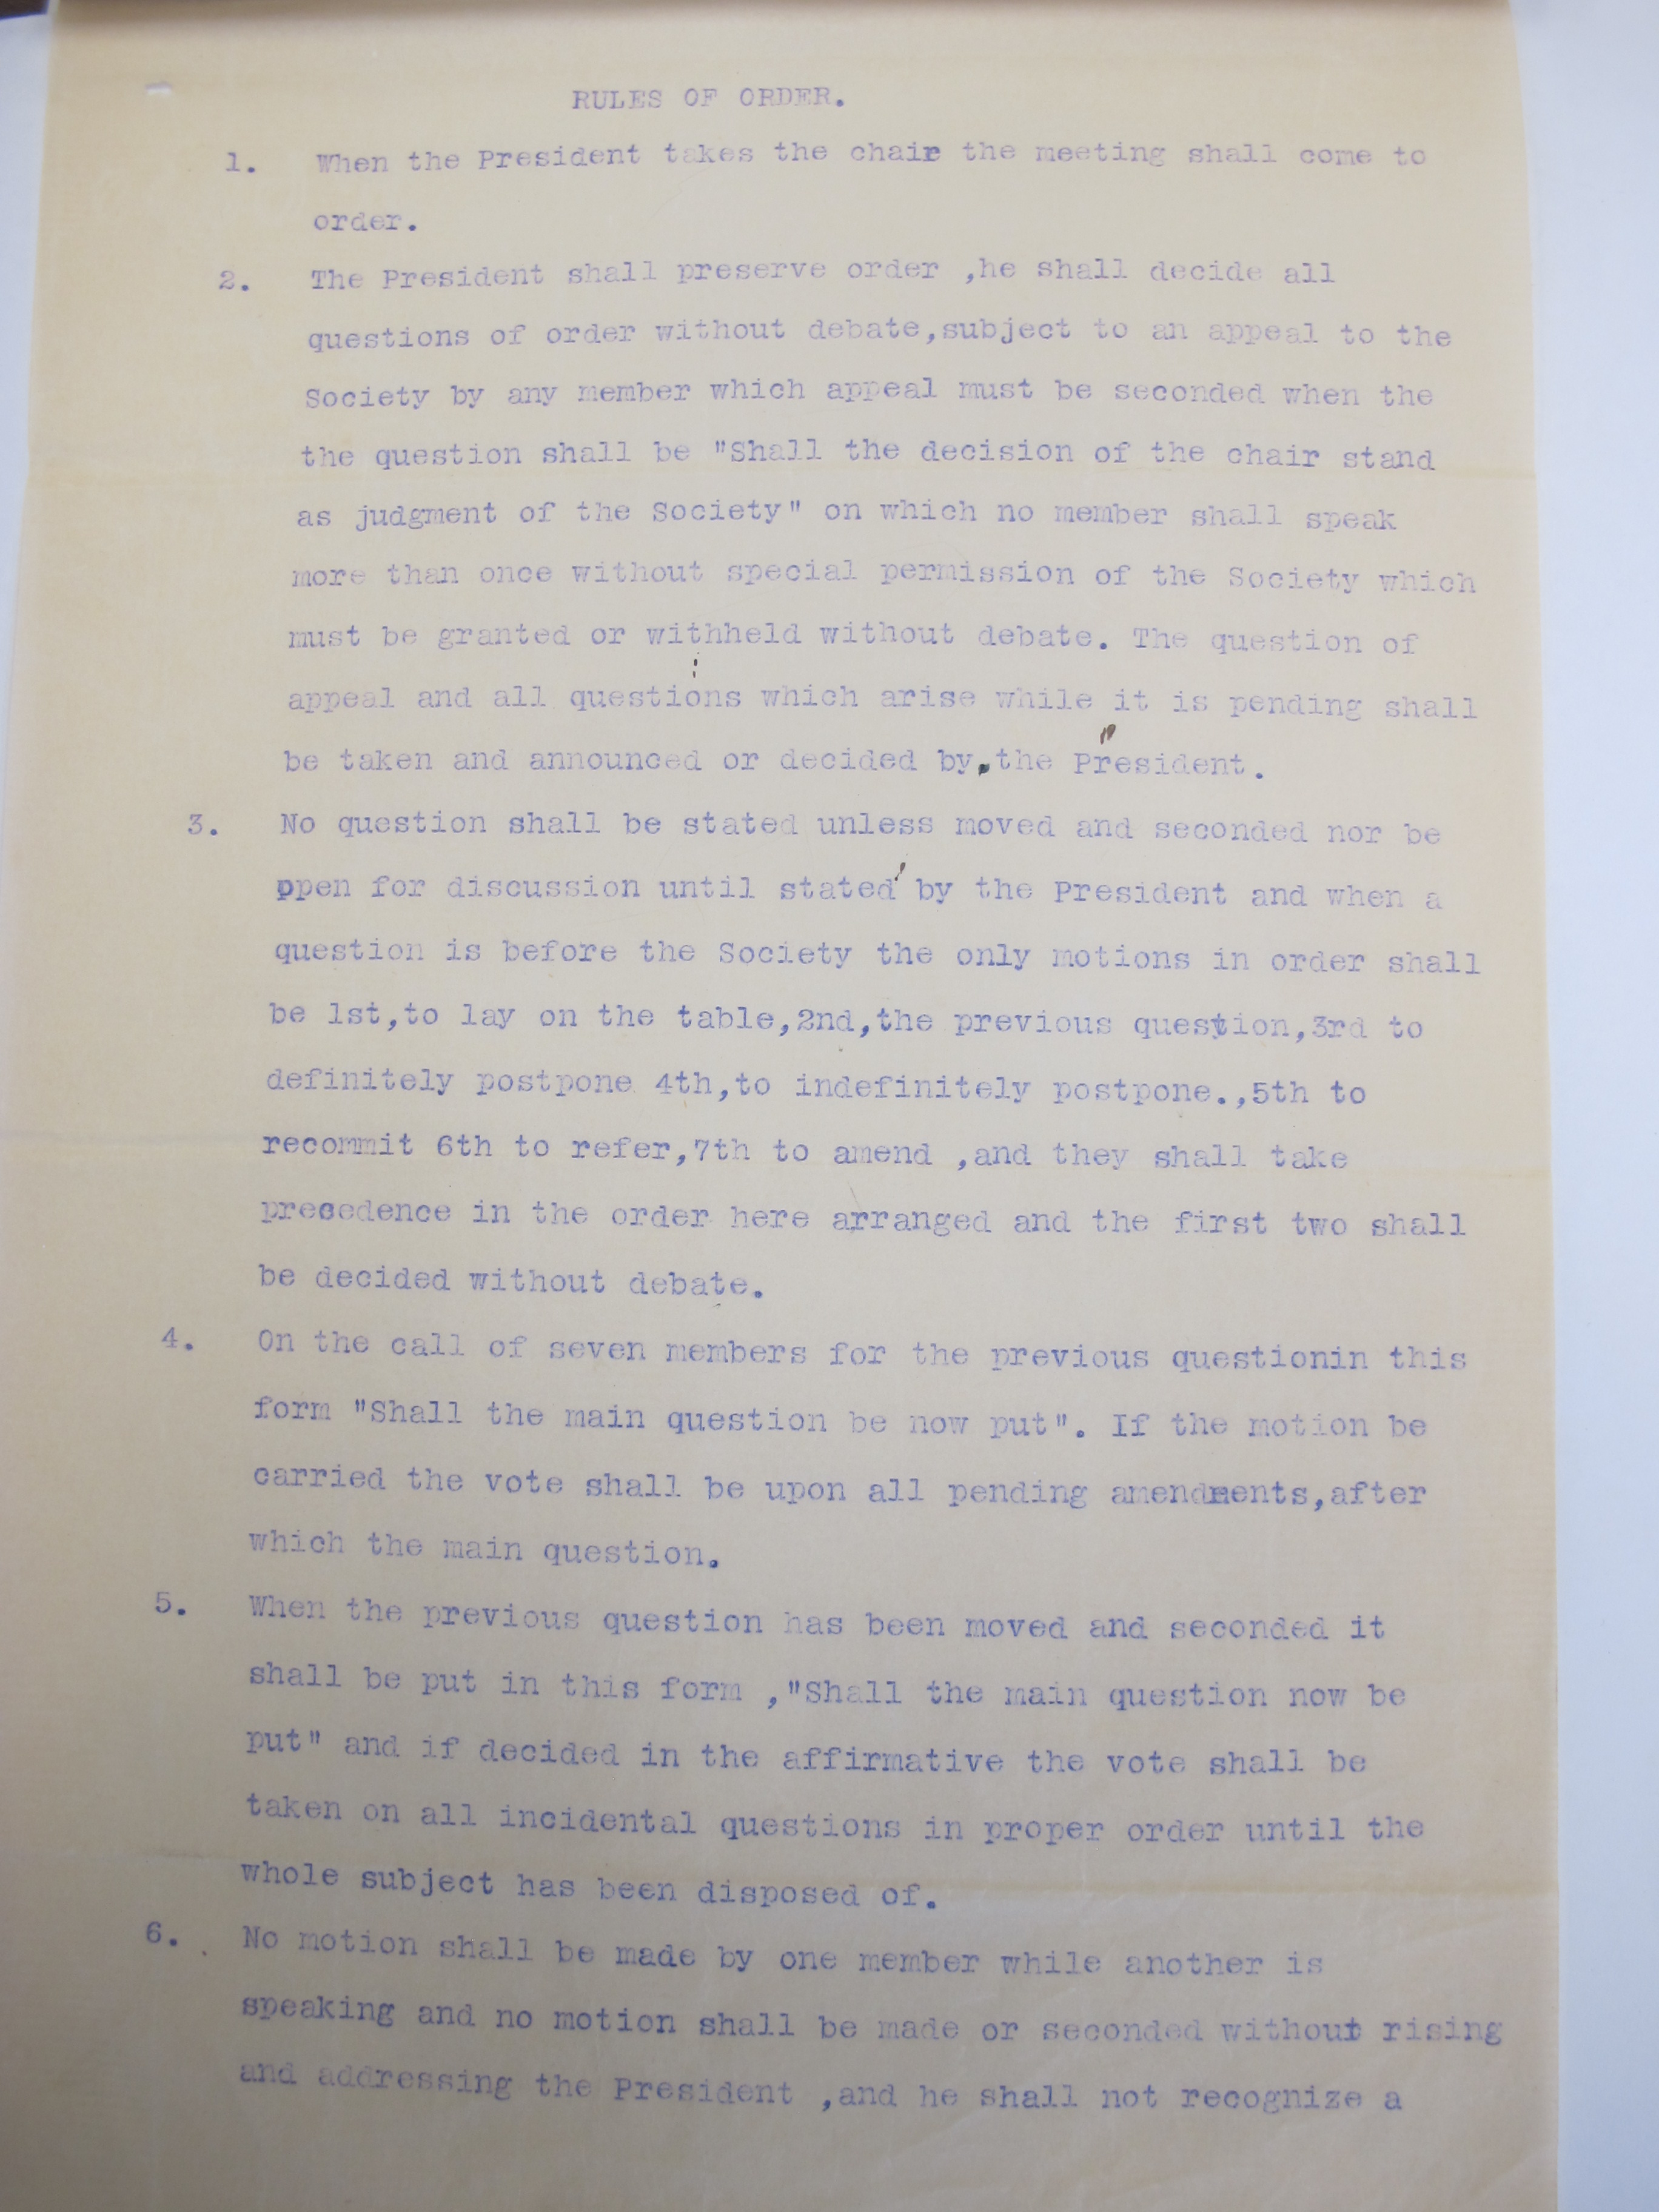 RULES OF ORDER.
1. When the President takes the chair the meeting shall come to
order.
2. The President shall preserve order ,he shall decide all
questions of order without debate,subject to an appeal to the
Society by any member which appeal must be seconded when the
the question shall be "Shall the decision of the chair stand
as judgment of the Society" on which no member shall speak
more than once without special permission of the Society which
must be granted or withheld without debate. The question of
appeal and all questions which arise while it is pending shall
be taken and announced or decided by the President.
3. No question shall be stated unless moved and seconded nor be
open for discussion until stated by the President and when a
question is before the Society the only motions in order shall
be 1st,to lay on the table,2nd,the previous question,3rd to
definitely postpone 4th,to indefinitely postpone.,5th to
recommit 6th to refer,7th to amend ,and they shall take
precedence in the order here arranged and the first two shall
be decided without debate.
4. On the call of seven members for the previous questionin this
form "Shall the main question be now put". If the motion be
carried the vote shall be upon all pending amendments,after
which the main question.
5. When the previous question has been moved and seconded it
shall be put in this form ,"Shall the main question now be
put" and if decided in the affirmative the vote shall be
taken on all incidental questions in proper order until the
whole subject has been disposed of.
6. No motion shall be made by one member while another is
speaking and no motion shall be made or seconded without rising
and addressing the President ,and he shall not recognize a